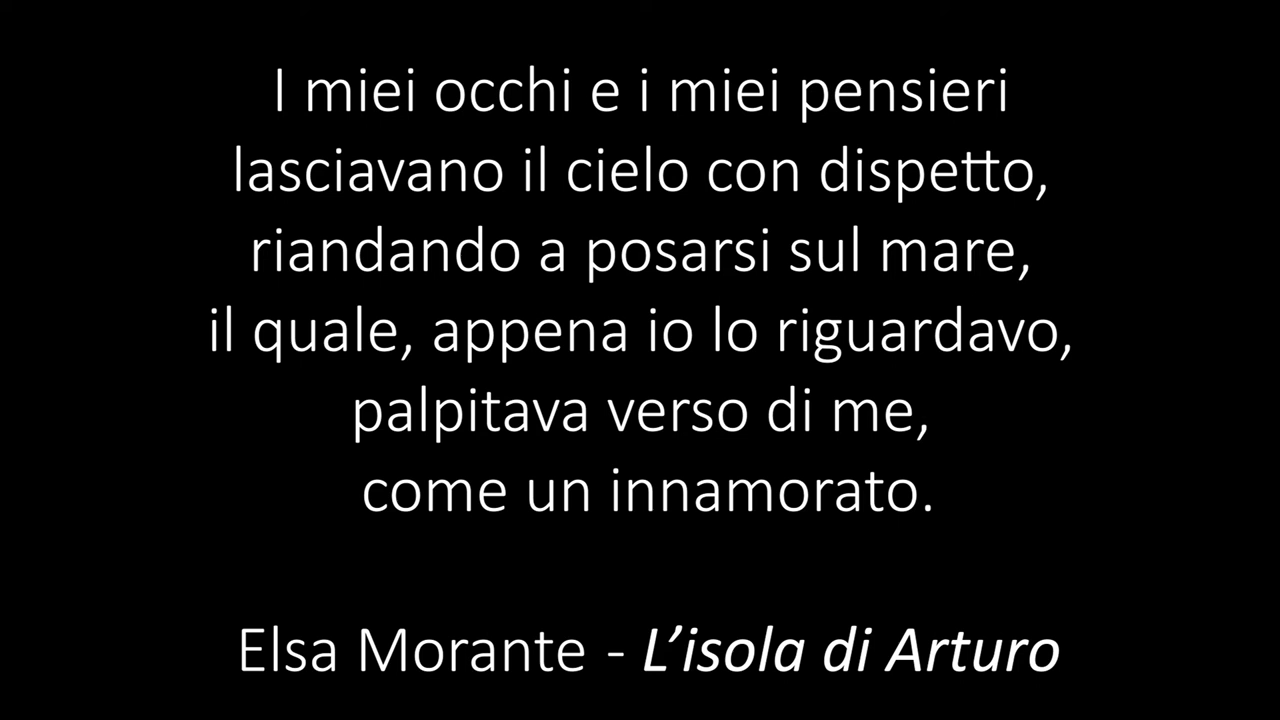 I miei occhi e i miei pensieri
lasciavano il cielo con dispetto,
riandando a posarsi sul mare,
il quale, appena io lo riguardavo,
palpitava verso di me,
come un innamorato.
Elsa Morante - L’isola di Arturo